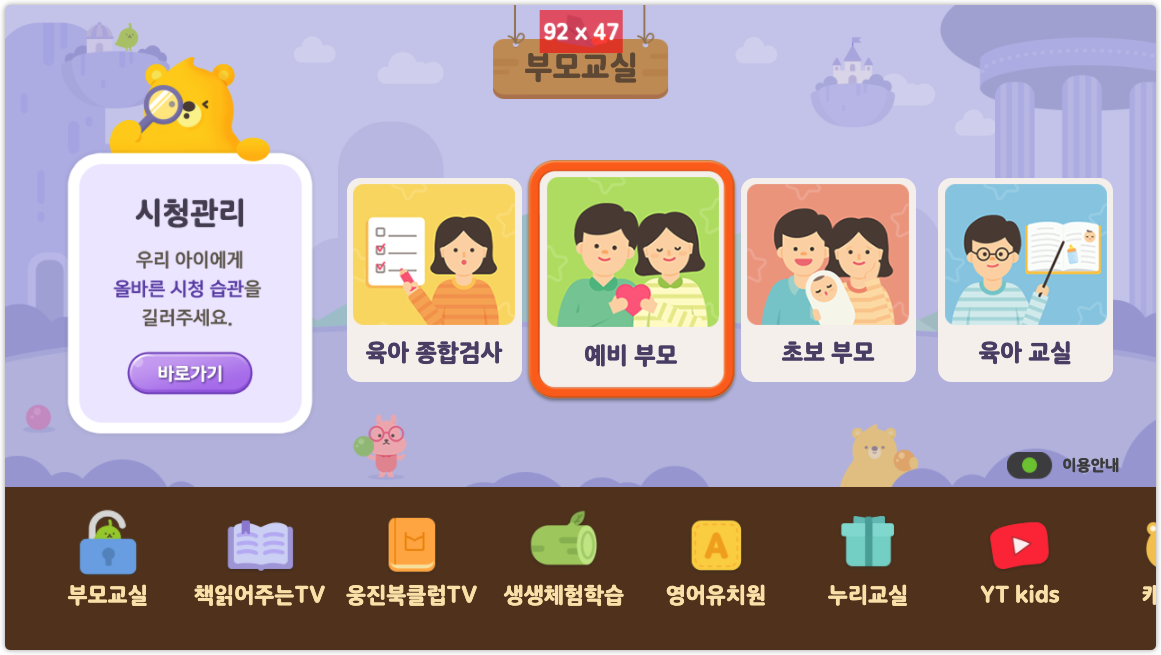 92 x 47
부모교실
시청관리
우리 아이에게
올바른 시청 습관을
길러주세요.
바로가기
육아 종합검사
예비 부모
초보 부모
육아 교실
이용안내
부모교실
책읽어주는TV
웅진북클럽TV
생생체험학습
영어유치원
A
누리교실
YT kids